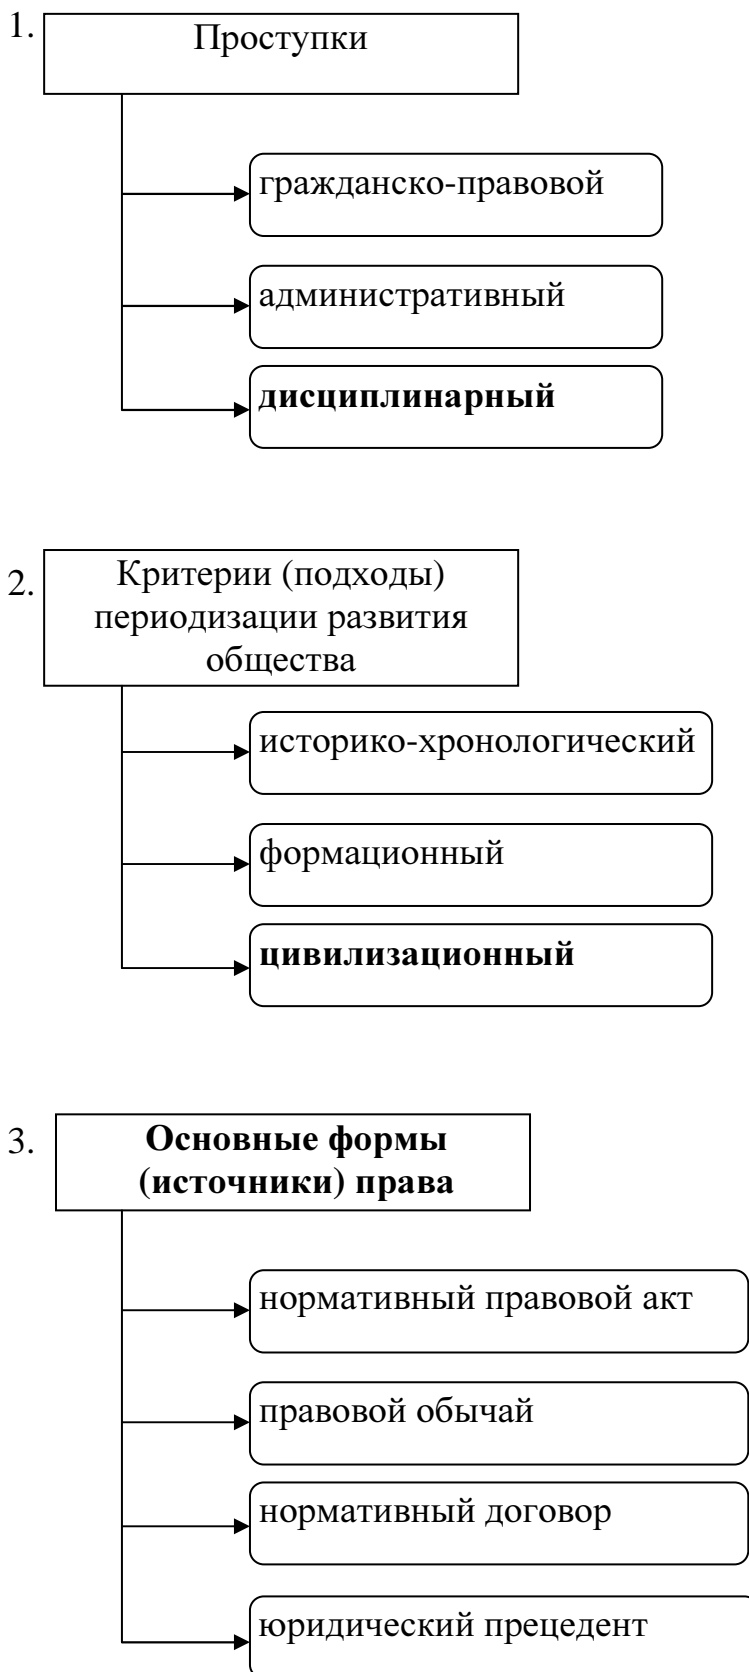 1.
Проступки
гражданско-правовой
административный
дисциплинарный
2.
Критерии (подходы)
периодизации развития
общества
историко-хронологический
формационный
цивилизационный
3.
Основные формы
(источники) права
нормативный правовой акт
правовой обычай
нормативный договор
юридический прецедент